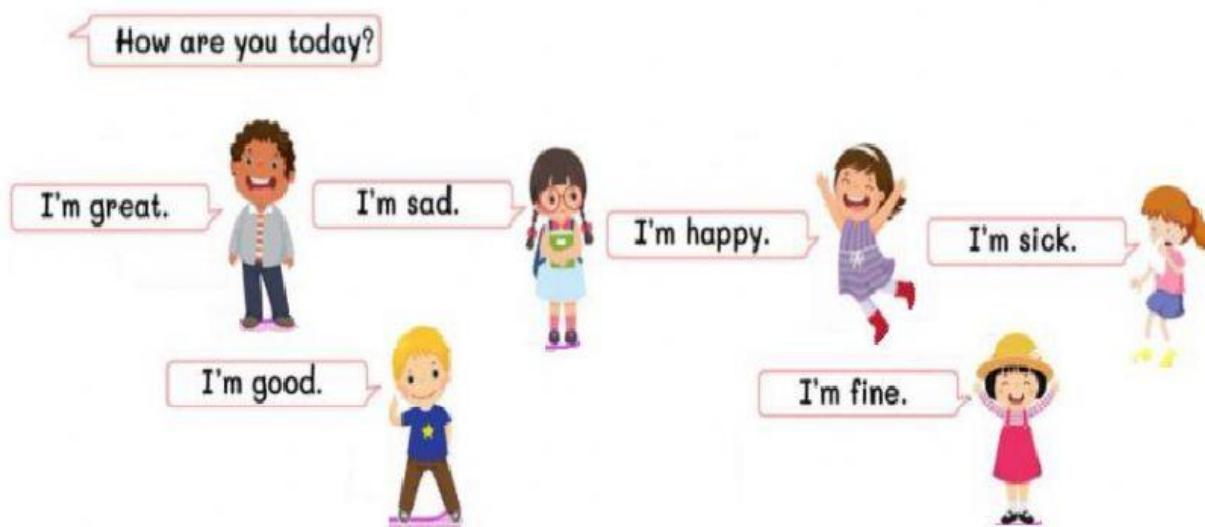 How are you today?
I'm great.
I'm sad.
I'm happy.
I'm sick.
I'm good.
I'm fine.